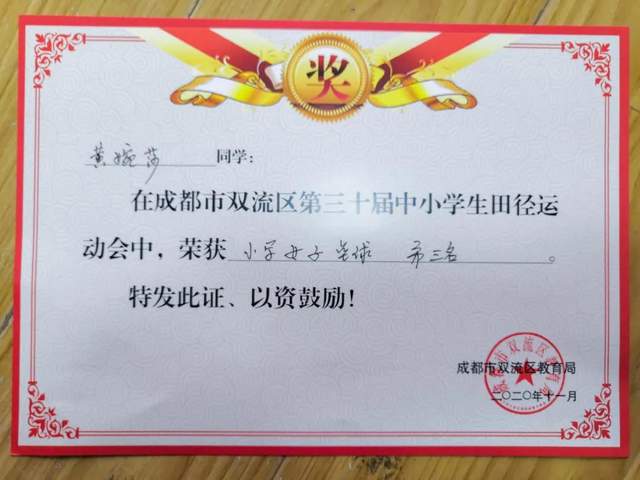 奖
黄婉莎同学：
在成都市双流区第三十届中小学生田径运
动会中，荣获小学女子垒球 第三名。
特发此证、以资鼓励！
成都市双流区教育局
二〇二〇年十一月